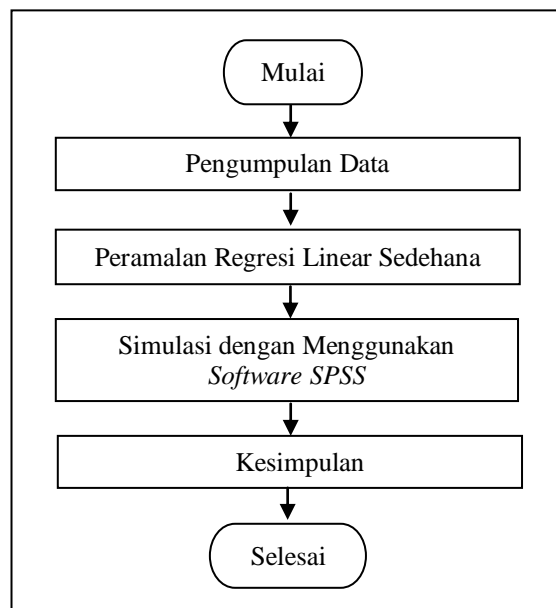 Mulai
Pengumpulan Data
Peramalan Regresi Linear Sedehana
Simulasi dengan Menggunakan
Software SPSS
Kesimpulan
Selesai